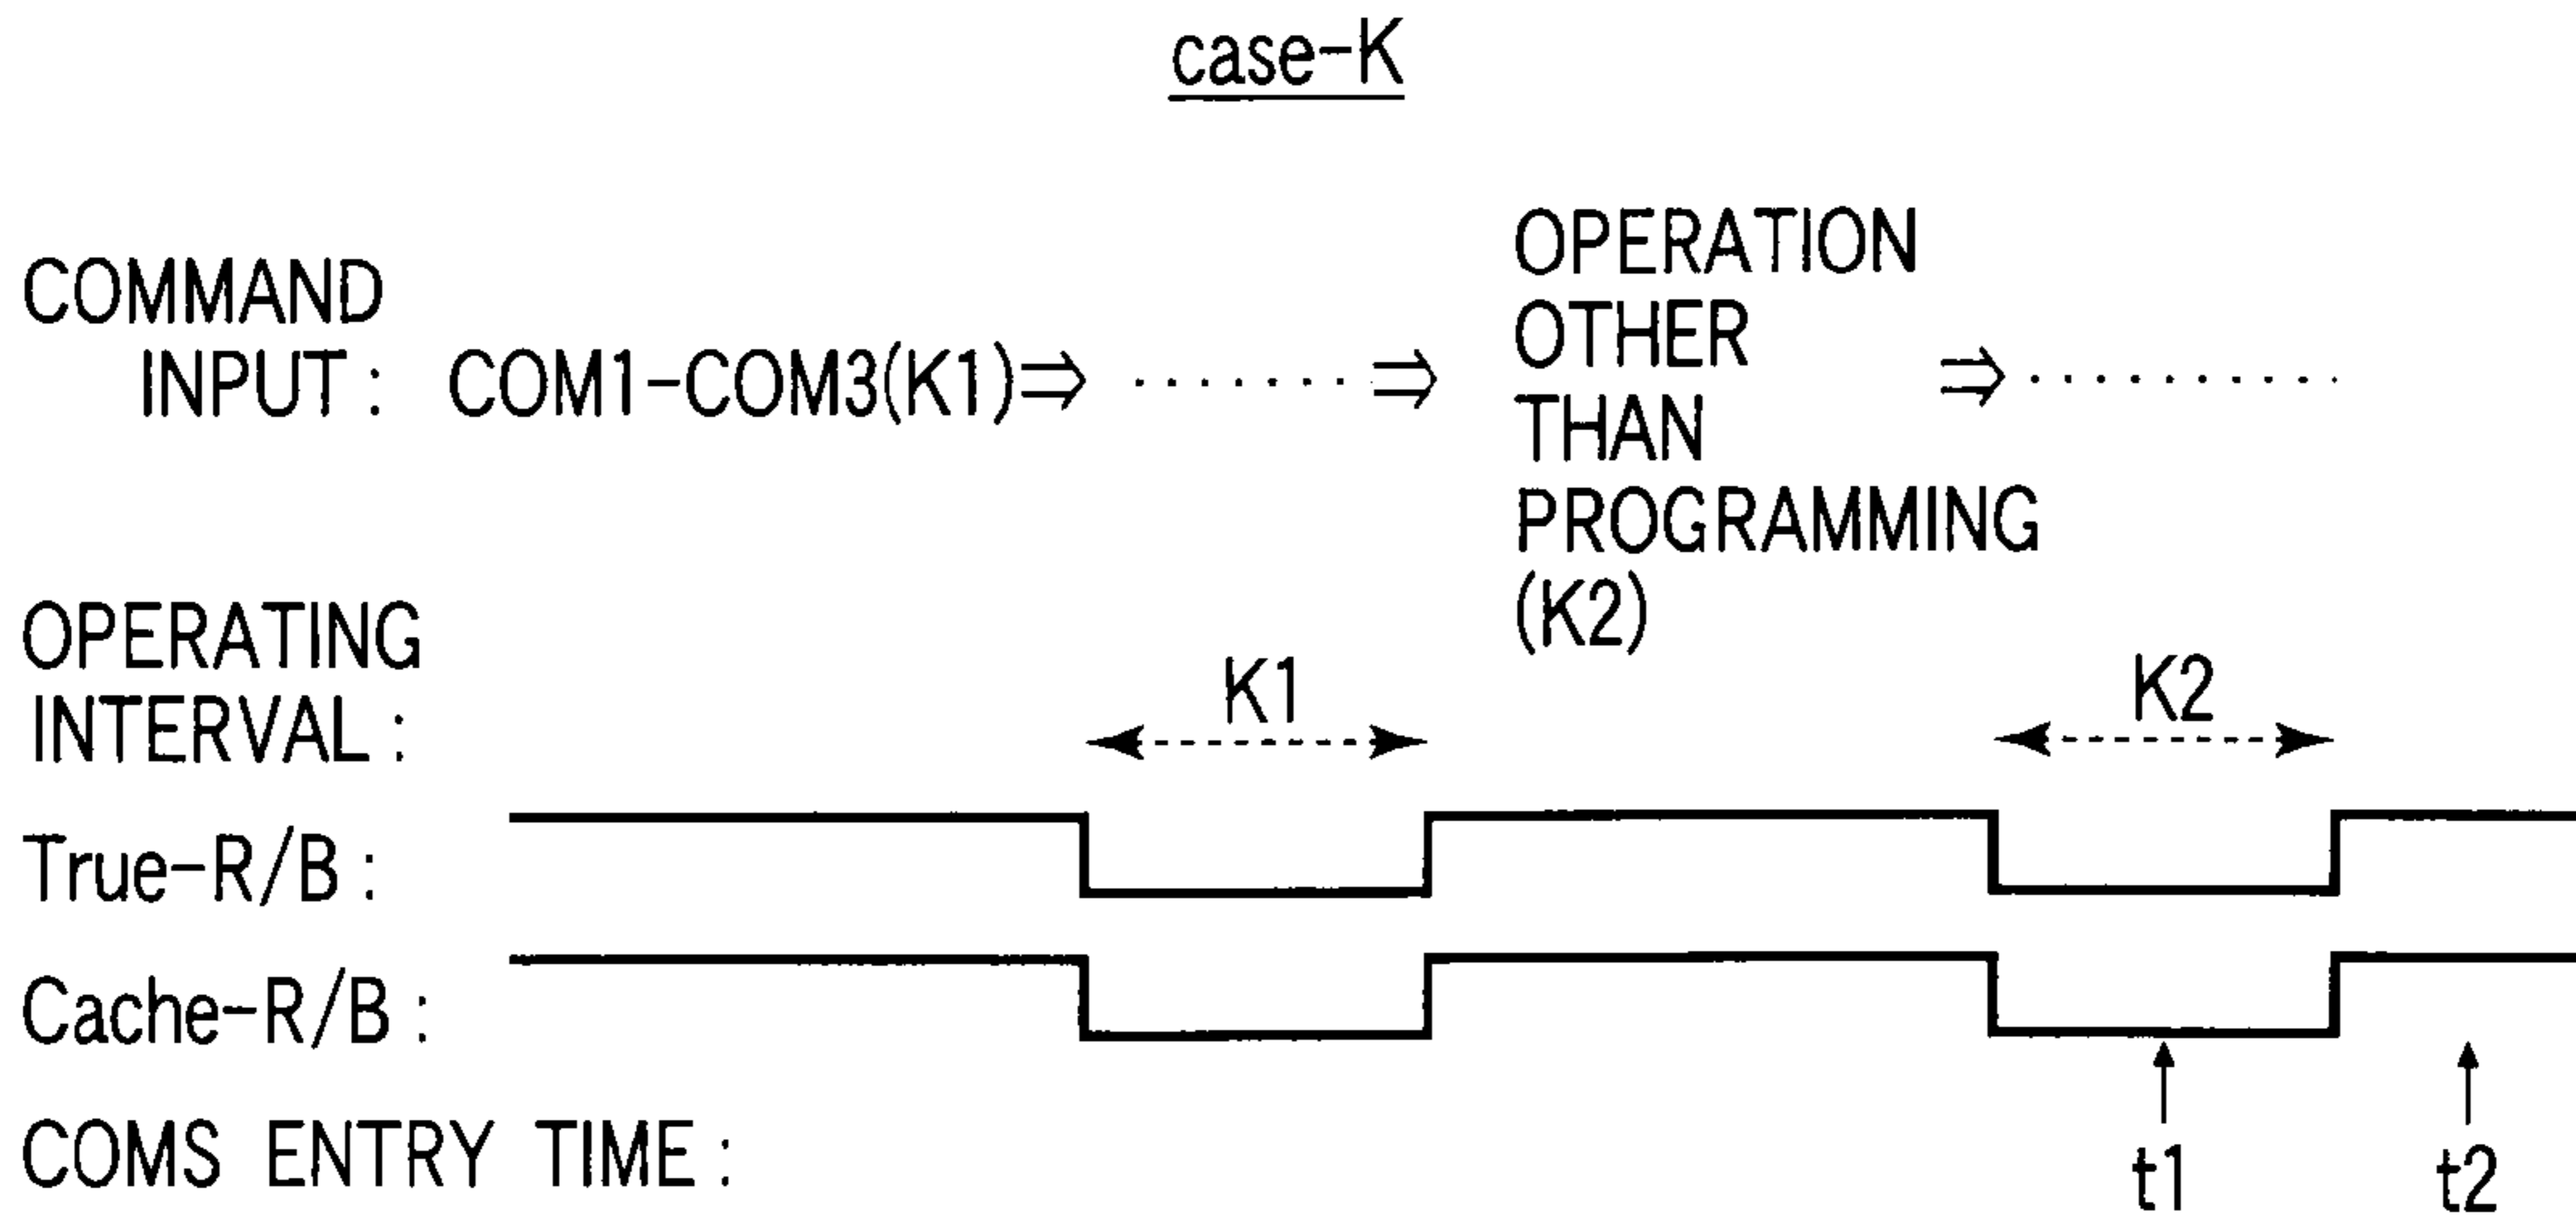 case-K
COMMAND
INPUT : COM1-COM3(K1)⇒ ······· ⇒ OPERATION
OTHER
THAN
PROGRAMMING
(K2)
⇒ ·········
OPERATING
INTERVAL :
K1
K2
True-R/B :
Cache-R/B :
COMS ENTRY TIME :
t1
t2